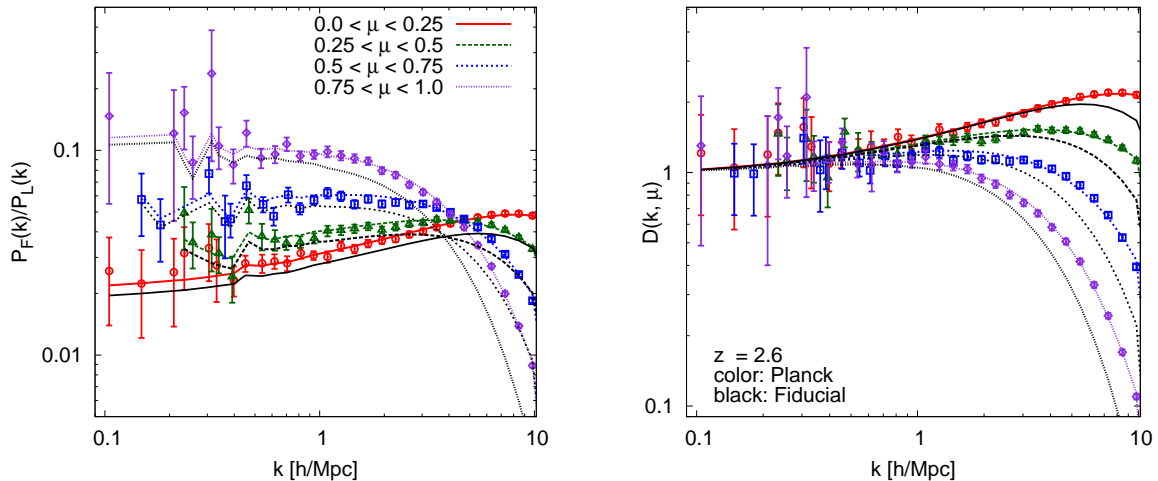 0.0 < μ < 0.25
0.25 < μ < 0.5
0.5 < μ < 0.75
0.75 < μ < 1.0
P_F(k)/P_L(k)
0.1
0.01
0.1
1
10
k [h/Mpc]
D(k, μ)
1
0.1
z = 2.6
color: Planck
black: Fiducial
0.1
1
10
k [h/Mpc]